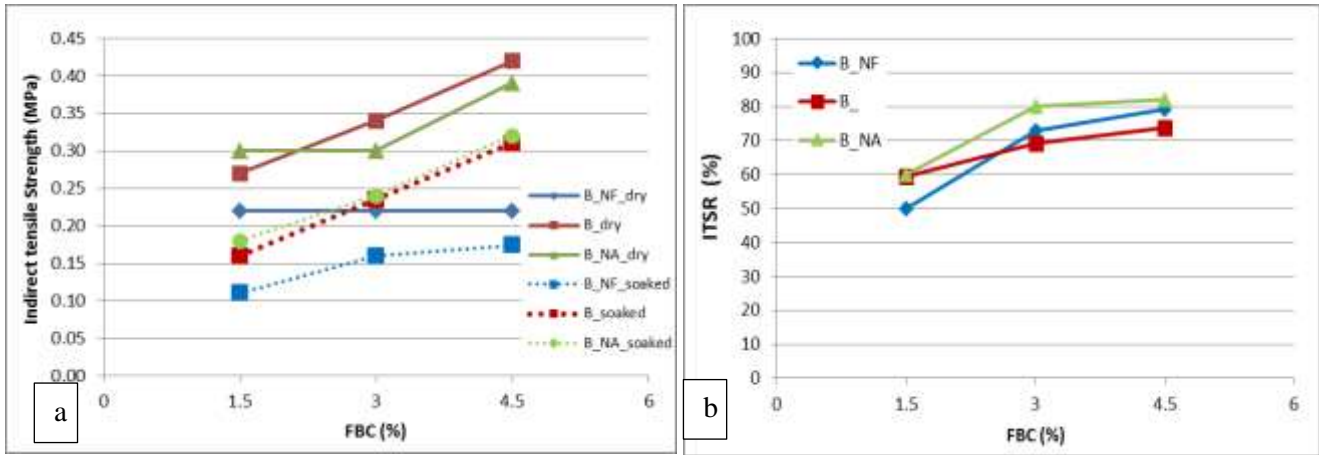 0.45
0.40
0.35
0.30
0.25
0.20
0.15
0.10
0.05
0.00
Indirect tensile Strength (MPa)
B_NF_dry
B_dry
B_NA_dry
B_NF_soaked
B_soaked
B_NA_soaked
0 1.5 3 4.5 6
FBC (%)
a
100
90
80
70
60
50
40
30
20
10
0
ITSR (%)
B_NF
B_
B_NA
0 1.5 3 4.5 6
FBC (%)
b